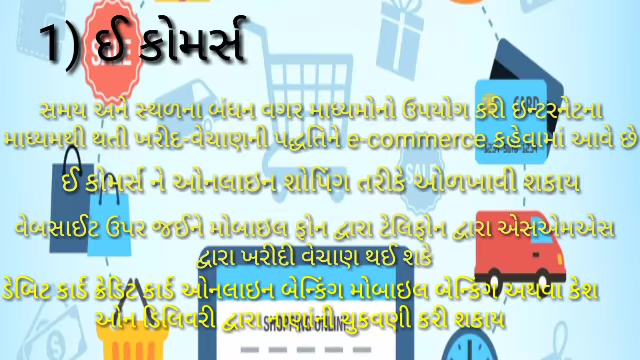 1) ઈ કોમર્સ
સમય અને સ્થળના બંધન વગર માધ્યમોનો ઉપયોગ કરી ઇન્ટરનેટના
માધ્યમથી થતી ખરીદ-વેચાણની પદ્ધતિને e-commerce કહેવામાં આવે છે
ઈ કોમર્સ ને ઓનલાઇન શોપિંગ તરીકે ઓળખાવી શકાય
વેબસાઈટ ઉપર જઈને મોબાઇલ ફોન દ્વારા ટેલિફોન દ્વારા એસએમએસ
દ્વારા ખરીદી વેચાણ થઈ શકે
ડેબિટ કાર્ડ ક્રેડિટ કાર્ડ ઓનલાઇન બેન્કિંગ મોબાઇલ બેન્કિંગ અથવા કેશ
ઓન ડિલિવરી દ્વારા નાણાંની ચુકવણી કરી શકાય
SALE
SALE